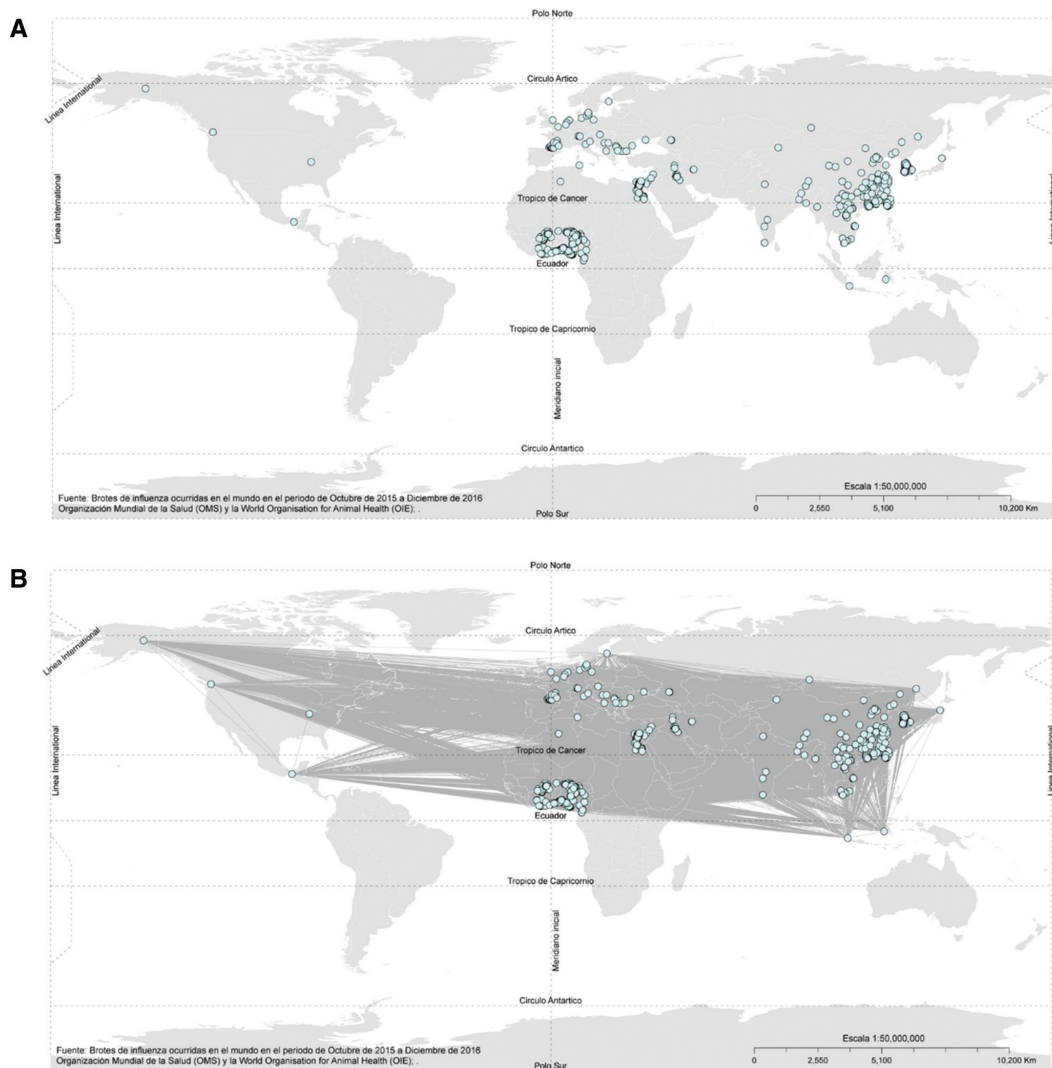 A
Polo Norte
Linea International
Circulo Artico
Linea International
Tropico de Cancer
Linea International
Ecuador
Tropico de Capricornio
Meridiano inicial
Circulo Antartico
Fuente: Brotes de influenza ocurridas en el mundo en el periodo de Octubre de 2015 a Diciembre de 2016
Organización Mundial de la Salud (OMS) y la World Organisation for Animal Health (OIE); .
Escala 1:50,000,000
0 2,550 5,100 10,200 Km
Polo Sur
B
Polo Norte
Linea International
Circulo Artico
Linea International
Tropico de Cancer
Linea International
Ecuador
Tropico de Capricornio
Meridiano inicial
Circulo Antartico
Fuente: Brotes de influenza ocurridas en el mundo en el periodo de Octubre de 2015 a Diciembre de 2016
Organización Mundial de la Salud (OMS) y la World Organisation for Animal Health (OIE); .
Escala 1:50,000,000
0 2,550 5,100 10,200 Km
Polo Sur